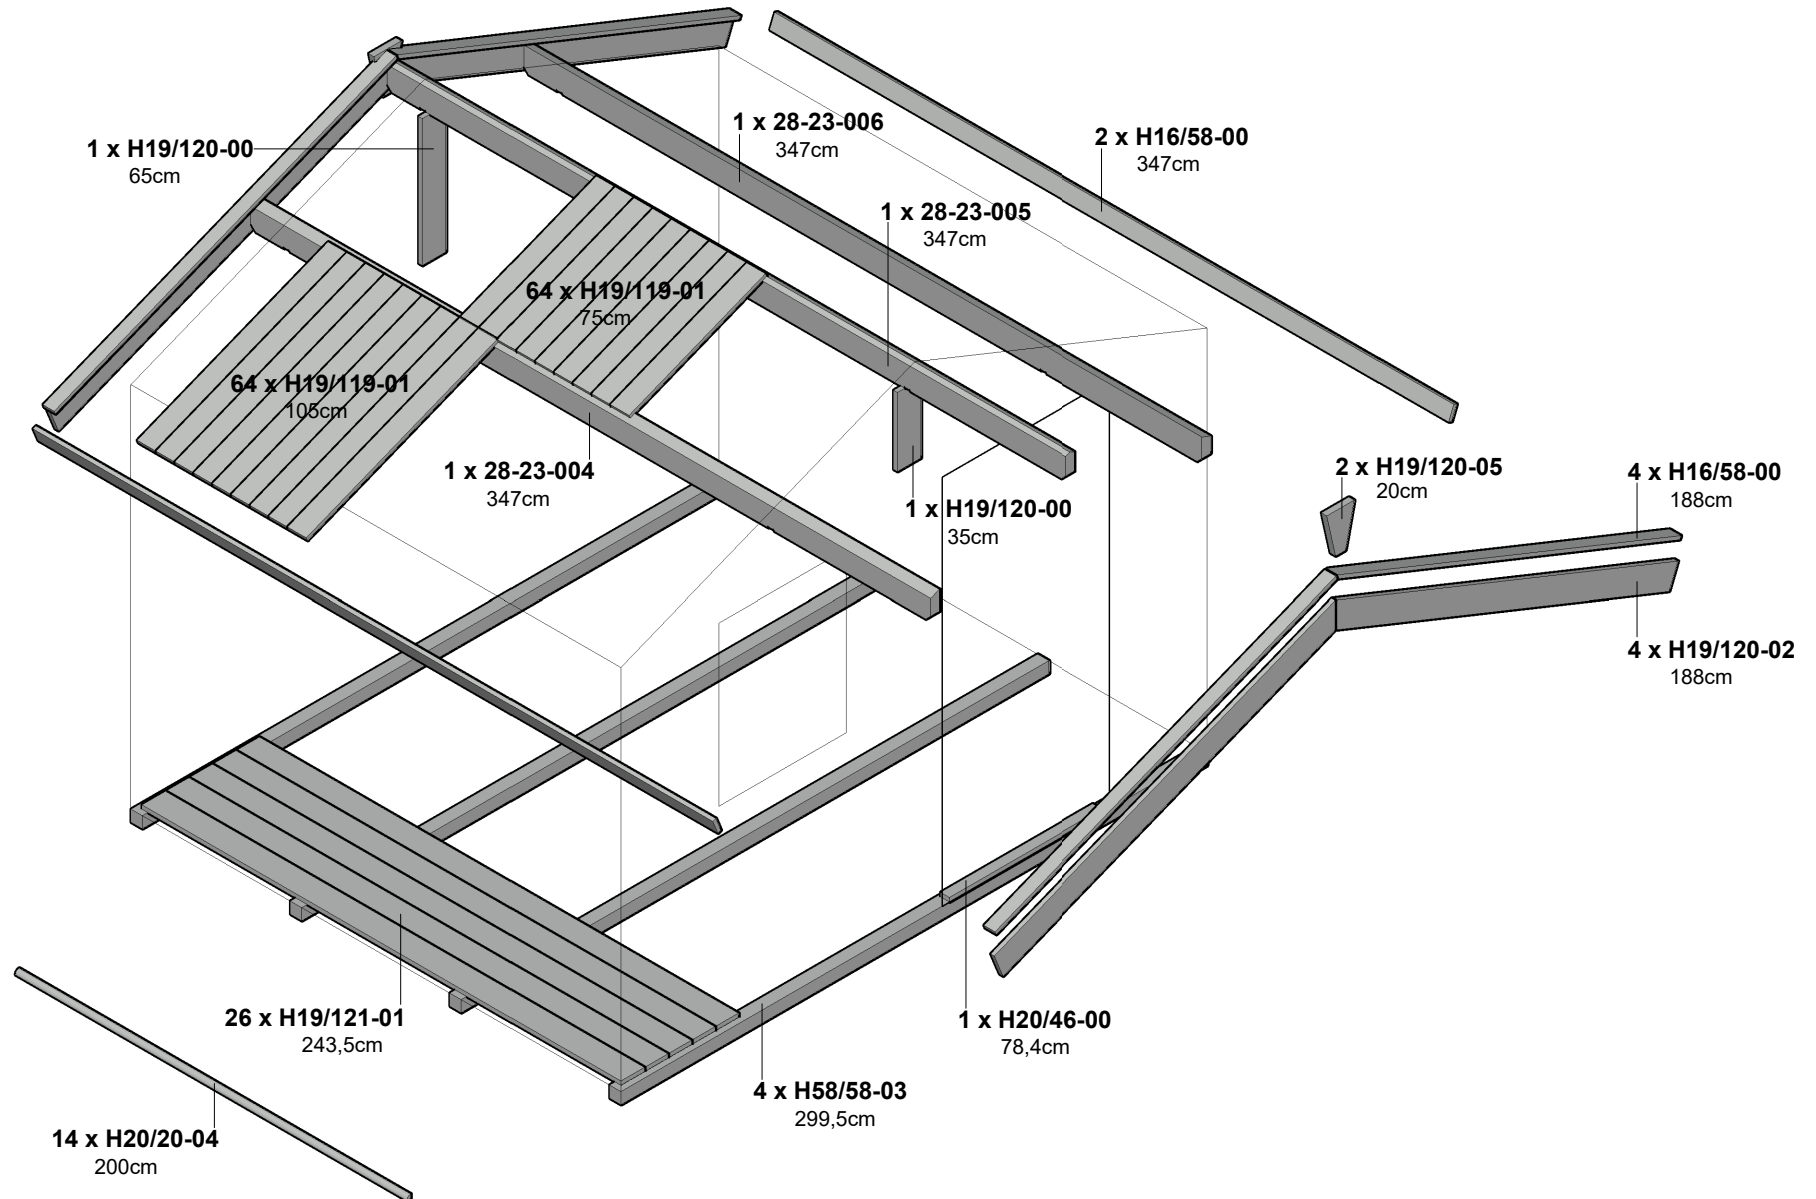 1 x 28-23-006
347cm
2 x H16/58-00
347cm
1 x H19/120-00
65cm
1 x 28-23-005
347cm
64 x H19/119-01
75cm
64 x H19/119-01
105cm
1 x 28-23-004
347cm
1 x H19/120-00
35cm
2 x H19/120-05
20cm
4 x H16/58-00
188cm
4 x H19/120-02
188cm
26 x H19/121-01
243,5cm
1 x H20/46-00
78,4cm
4 x H58/58-03
299,5cm
14 x H20/20-04
200cm